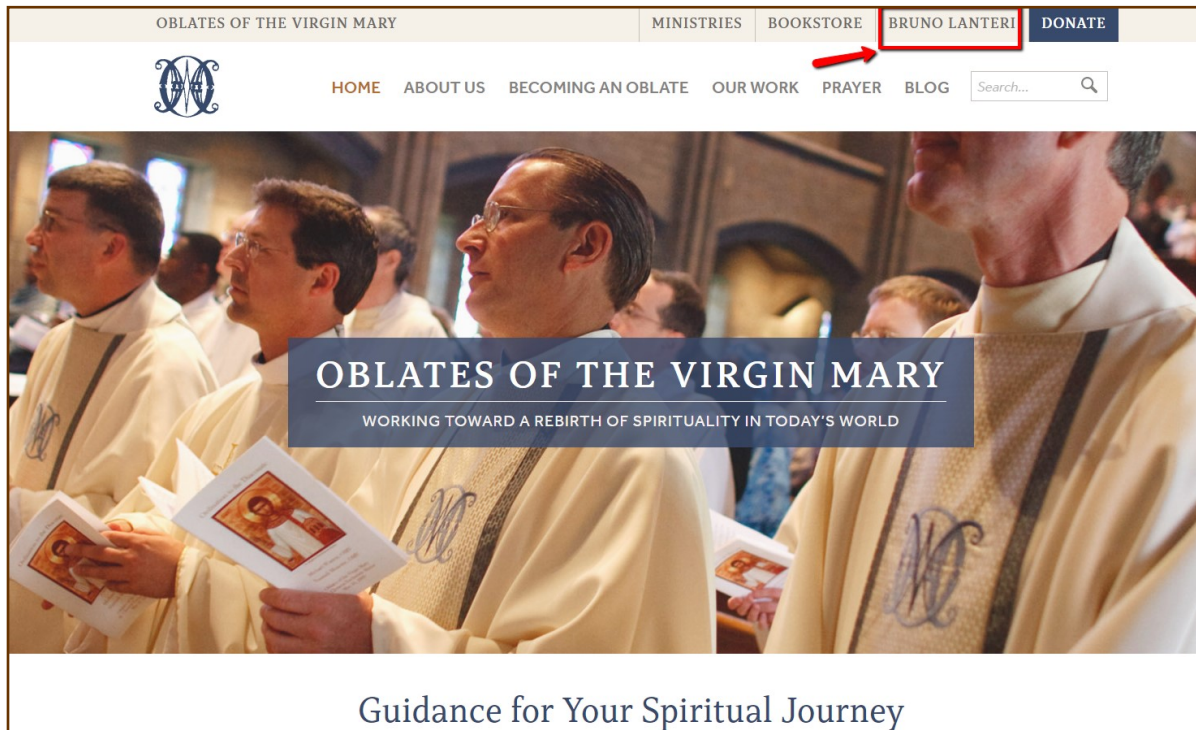 OBLATES OF THE VIRGIN MARY MINISTRIES BOOKSTORE BRUNO LANTERI DONATE
HOME ABOUT US BECOMING AN OBLATE OUR WORK PRAYER BLOG Search...
OBLATES OF THE VIRGIN MARY
WORKING TOWARD A REBIRTH OF SPIRITUALITY IN TODAY'S WORLD
Guidance for Your Spiritual Journey